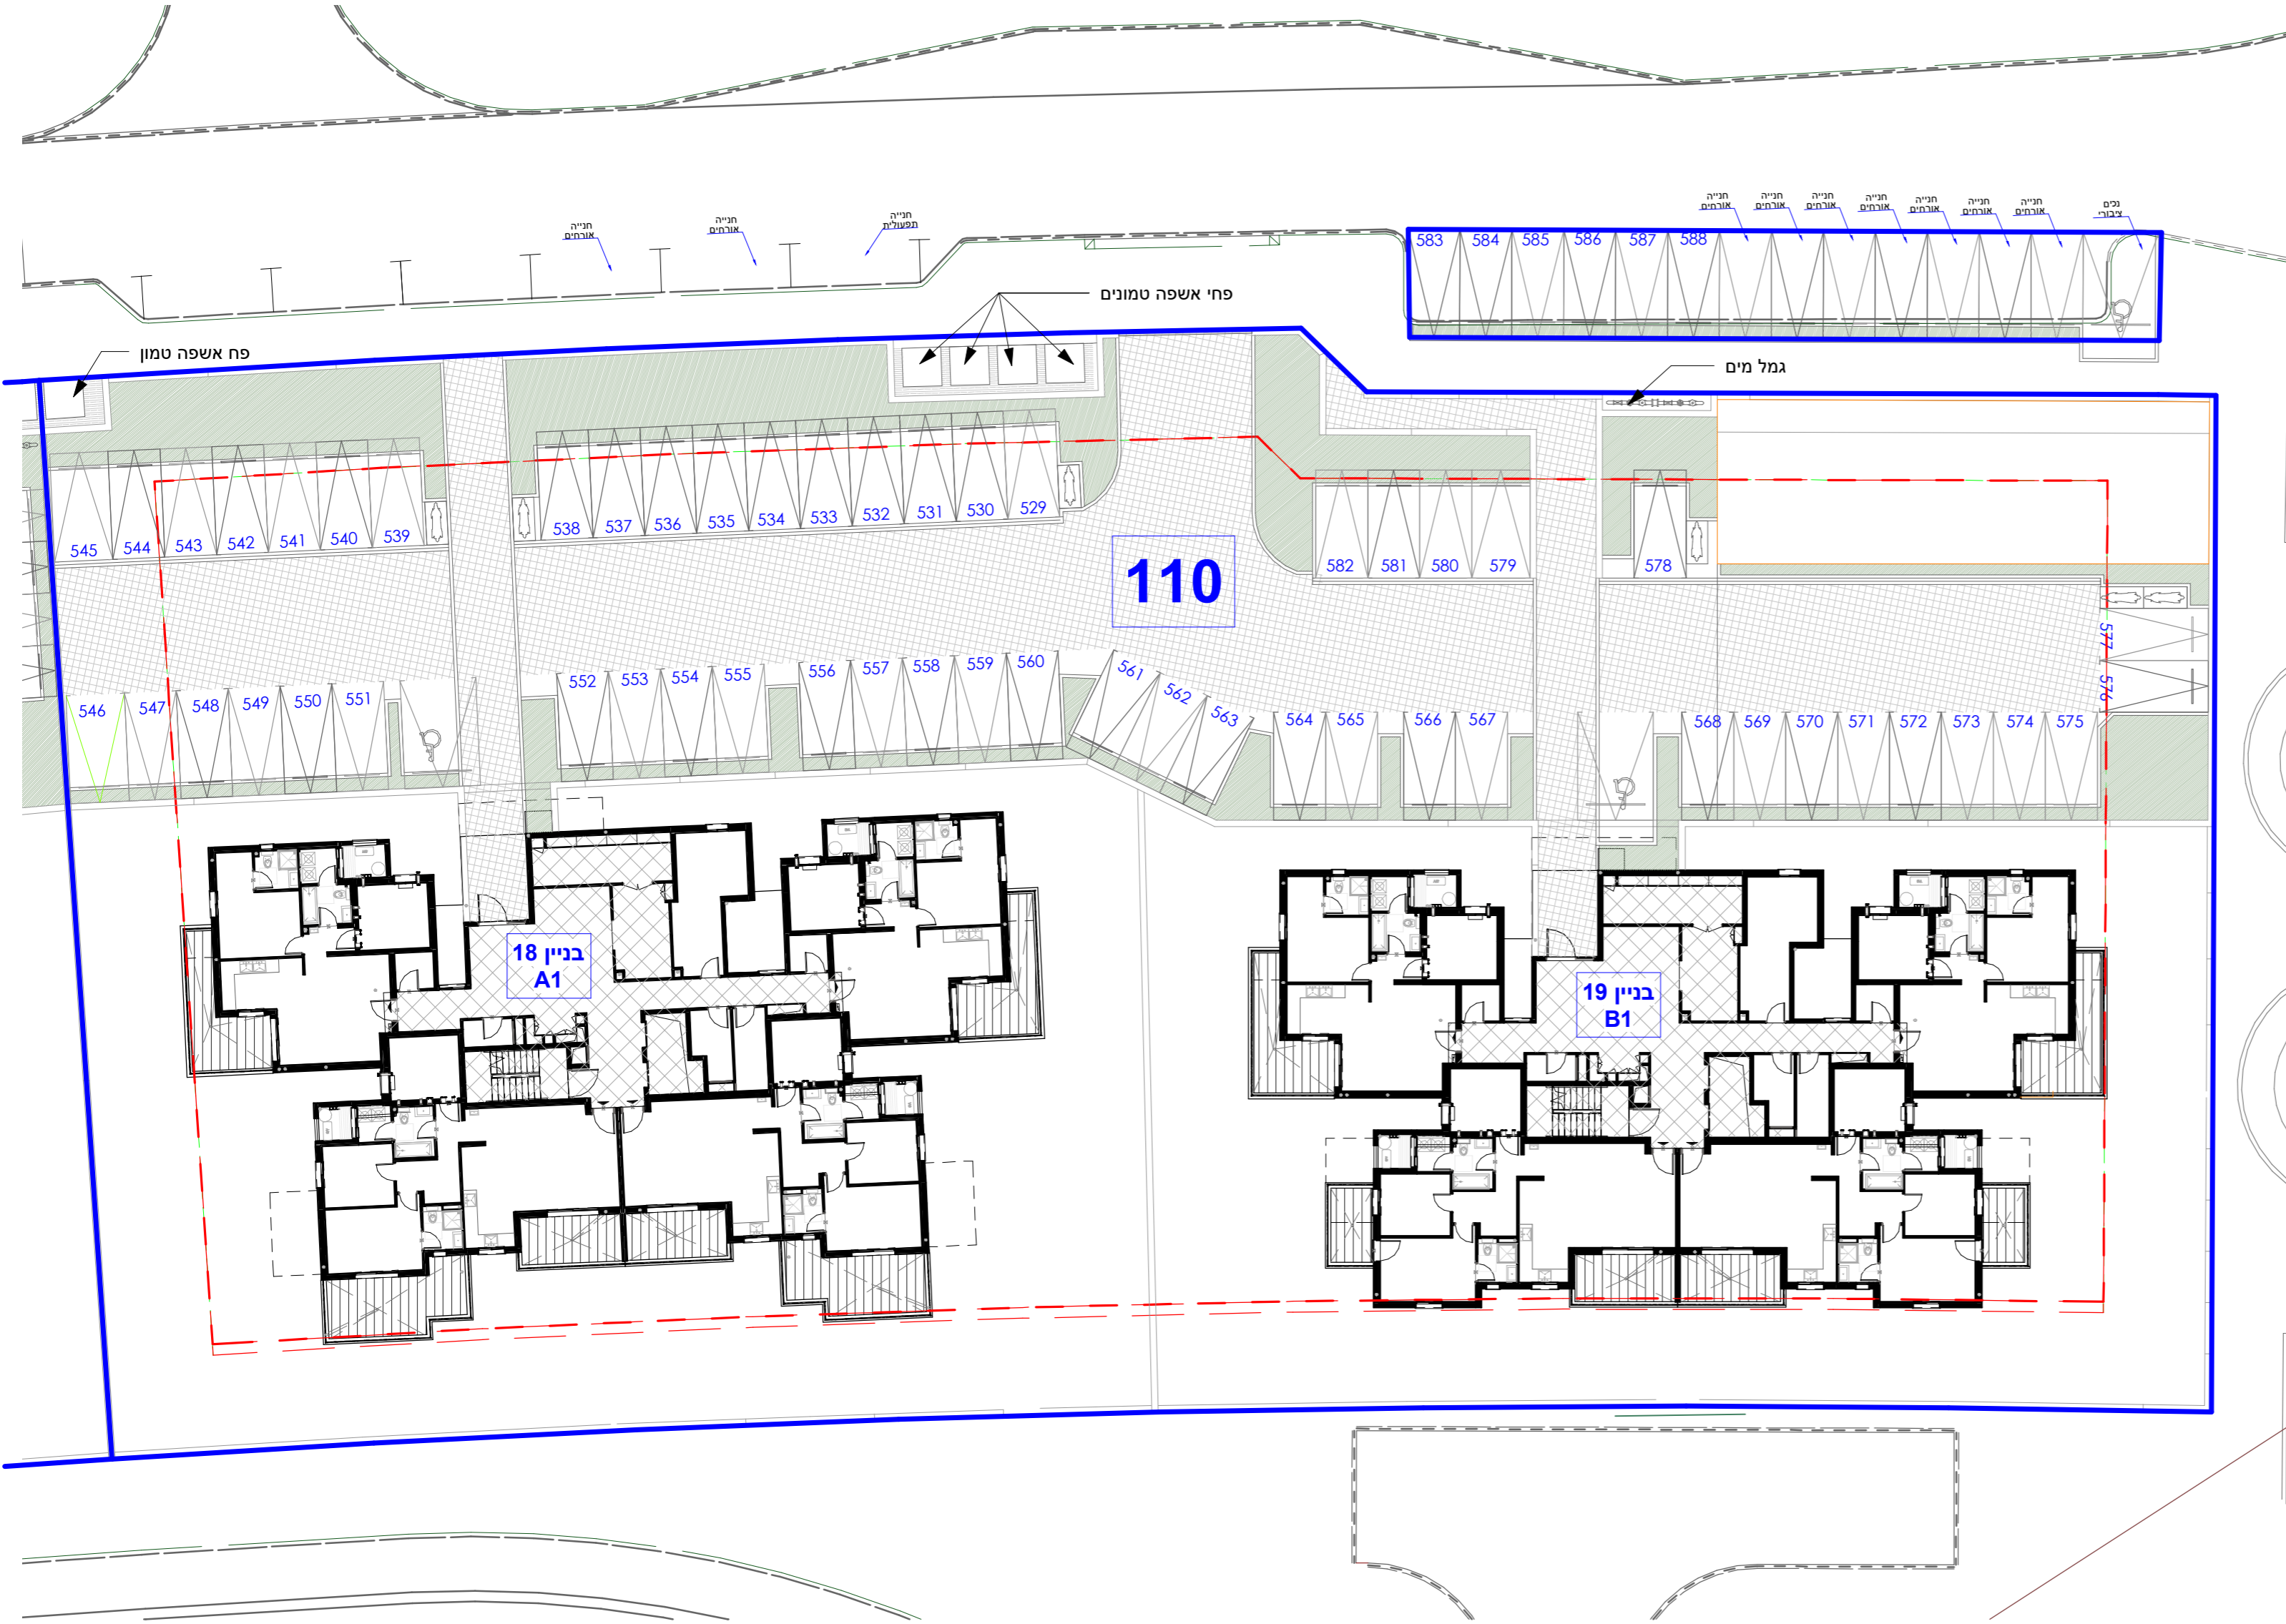 חנייה
אורחים
חנייה
אורחים
חנייה
תפעולית
חנייה
אורחים
חנייה
אורחים
חנייה
אורחים
חנייה
אורחים
חנייה
אורחים
חנייה
אורחים
חנייה
אורחים
נכים
ציבורי
583 584 585 586 587 588
פחי אשפה טמונים
פח אשפה טמון
גמל מים
545 544 543 542 541 540 539
538 537 536 535 534 533 532 531 530 529
582 581 580 579
578
110
577
576
546 547 548 549 550 551
552 553 554 555
556 557 558 559 560
561 562 563
564 565
566 567
568 569 570 571 572 573 574 575
בניין 18
A1
בניין 19
B1